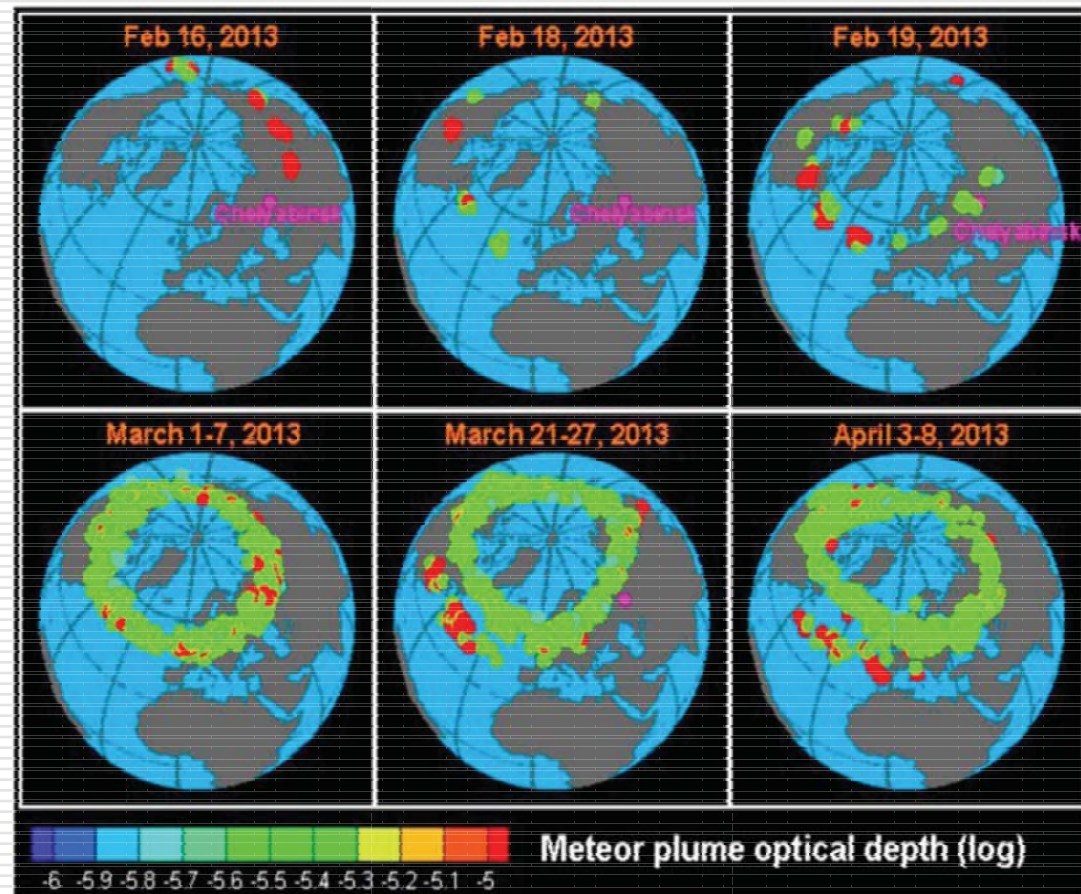 Feb 16, 2013
Feb 18, 2013
Feb 19, 2013
Chelyabinsk
Chelyabinsk
Chelyabinsk
March 1-7, 2013
March 21-27, 2013
April 3-8, 2013
Meteor plume optical depth (log)
-6 -5.9 -5.8 -5.7 -5.6 -5.5 -5.4 -5.3 -5.2 -5.1 -5